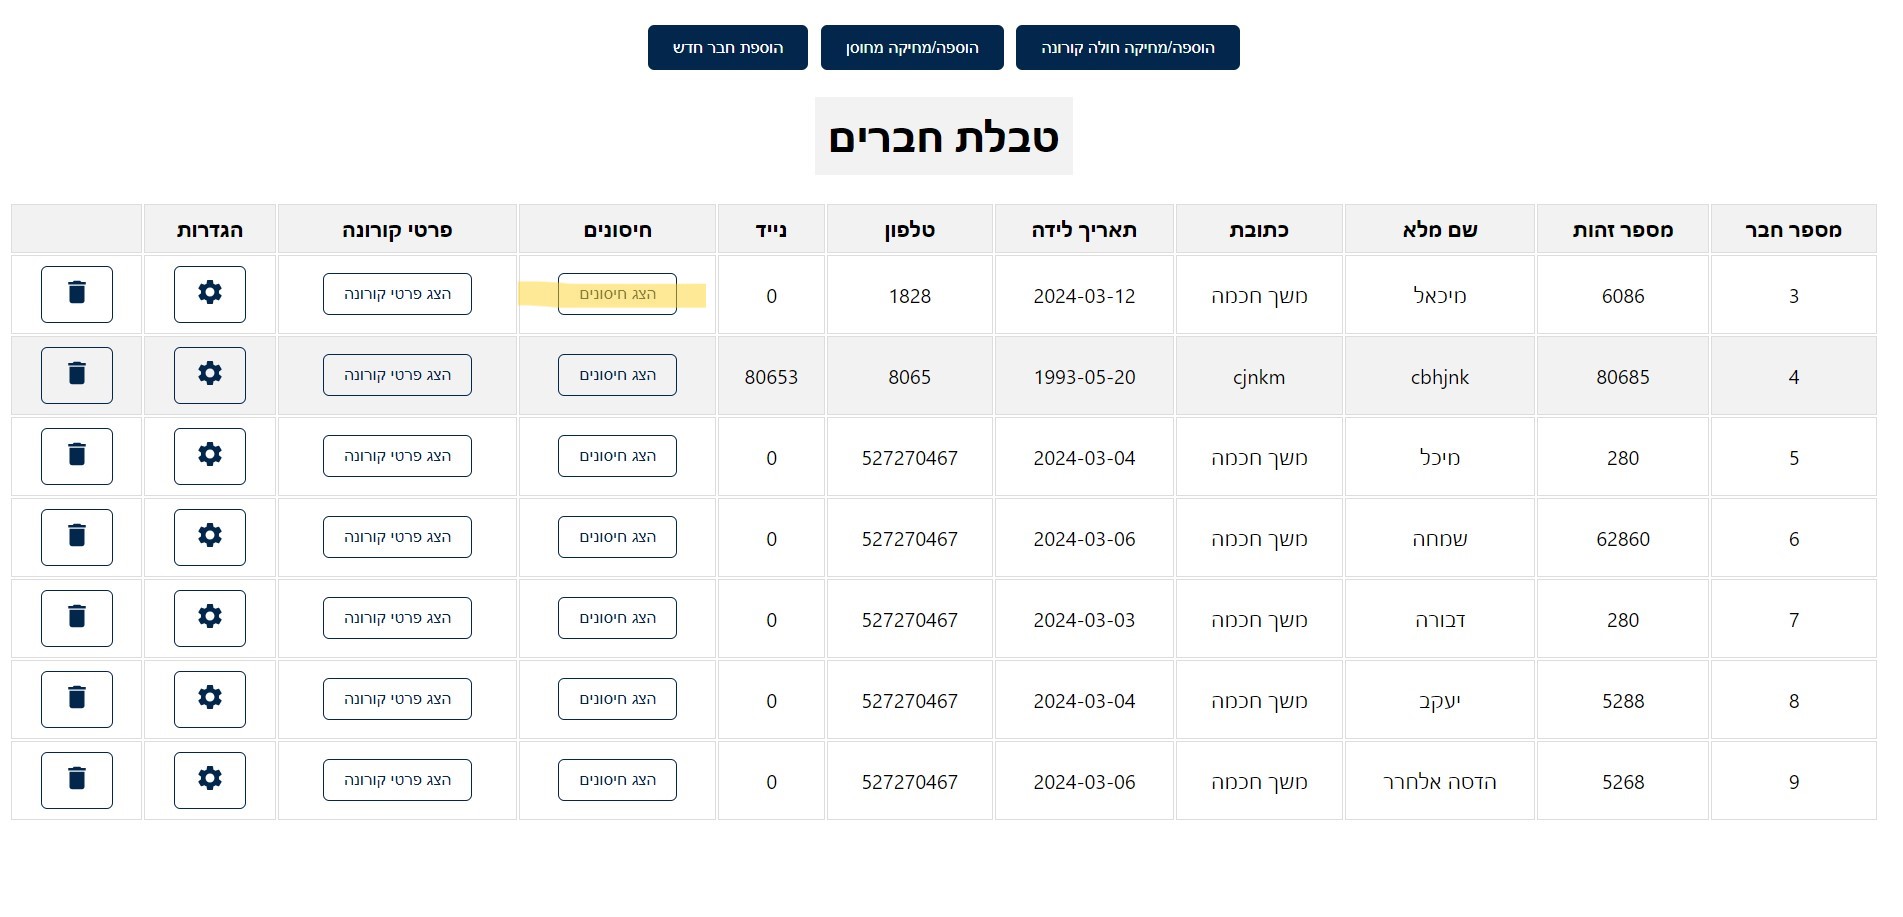 הוספה/מחיקה חולה קורונה הוספה/מחיקה מחוסן הוספת חבר חדש
טבלת חברים
מספר חבר מספר זהות שם מלא כתובת תאריך לידה טלפון נייד חיסונים פרטי קורונה הגדרות
3 6086 מיכאל משך חכמה 2024-03-12 1828 0 הצג חיסונים הצג פרטי קורונה
4 80685 cbhjnk cjnkm 1993-05-20 8065 80653 הצג חיסונים הצג פרטי קורונה
5 280 מיכל משך חכמה 2024-03-04 527270467 0 הצג חיסונים הצג פרטי קורונה
6 62860 שמחה משך חכמה 2024-03-06 527270467 0 הצג חיסונים הצג פרטי קורונה
7 280 דבורה משך חכמה 2024-03-03 527270467 0 הצג חיסונים הצג פרטי קורונה
8 5288 יעקב משך חכמה 2024-03-04 527270467 0 הצג חיסונים הצג פרטי קורונה
9 5268 הדסה אלחרר משך חכמה 2024-03-06 527270467 0 הצג חיסונים הצג פרטי קורונה